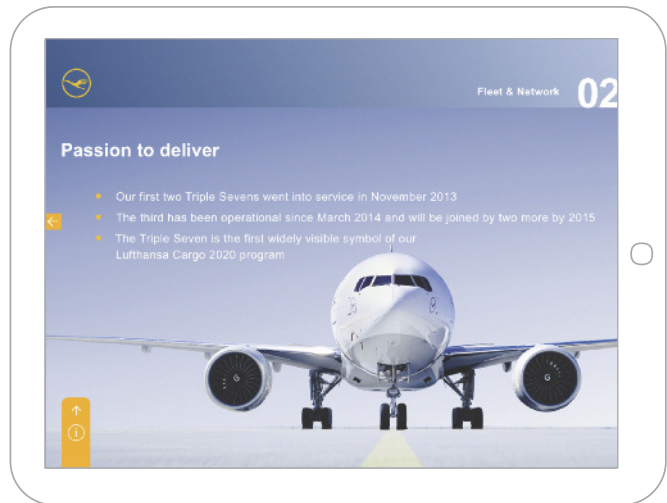 Fleet & Network 02
Passion to deliver
Our first two Triple Sevens went into service in November 2013
The third has been operational since March 2014 and will be joined by two more by 2015
The Triple Seven is the first widely visible symbol of our
Lufthansa Cargo 2020 program